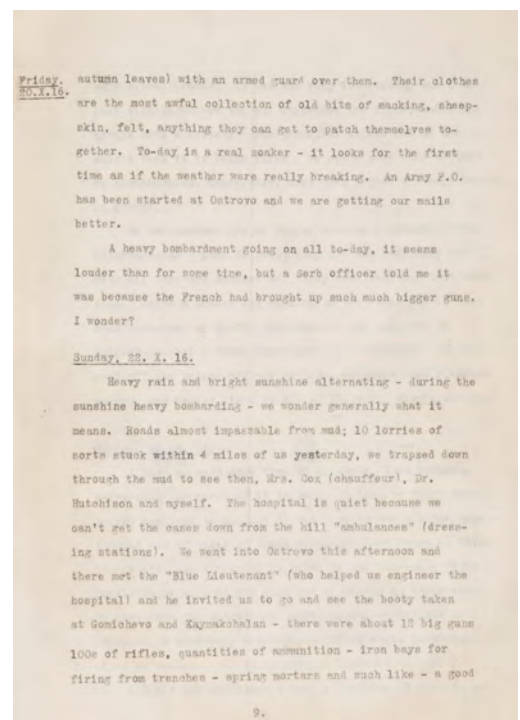 Friday.
20.X.16.
autumn leaves) with an armed guard over them. Their clothes
are the most awful collection of old bits of sacking, sheep-
skin, felt, anything they can get to patch themselves to-
gether. To-day is a real soaker - it looks for the first
time as if the weather were really breaking. An Army P.O.
has been started at Ostrovo and we are getting our mails
better.
A heavy bombardment going on all to-day, it seems
louder than for some time, but a Serb officer told me it
was because the French had brought up such much bigger guns.
I wonder?
Sunday, 22. X. 16.
Heavy rain and bright sunshine alternating - during the
sunshine heavy bombarding - we wonder generally what it
means. Roads almost impassable from mud; 10 lorries of
sorts stuck within 4 miles of us yesterday, we trapsed down
through the mud to see them, Mrs. Cox (chauffeur), Dr.
Hutchison and myself. The hospital is quiet because we
can't get the cases down from the hill "ambulances" (dress-
ing stations). We went into Ostrovo this afternoon and
there met the "Blue Lieutenant" (who helped us engineer the
hospital) and he invited us to go and see the booty taken
at Gornichevo and Kaymakchalan - there were about 12 big guns
100s of rifles, quantities of ammunition - iron bays for
firing from trenches - spring mortars and such like - a good
9.